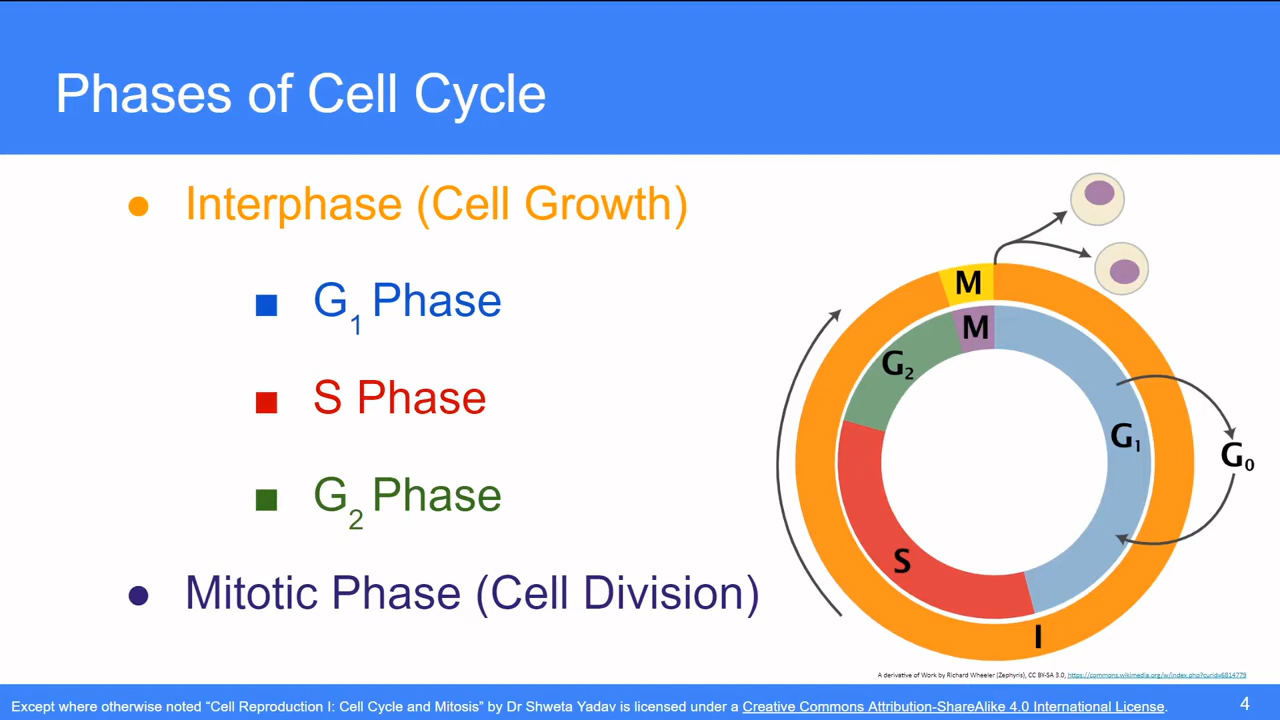 Phases of Cell Cycle
● Interphase (Cell Growth)
■ G₁ Phase
■ S Phase
■ G₂ Phase
● Mitotic Phase (Cell Division)
M
M
G₂
G₁
G₀
S
I
A derivative of Work by Richard Wheeler (Zephyris), CC BY-SA 3.0, https://commons.wikimedia.org/w/index.php?curid=6814779
Except where otherwise noted “Cell Reproduction I: Cell Cycle and Mitosis” by Dr Shweta Yadav is licensed under a Creative Commons Attribution-ShareAlike 4.0 International License.
4